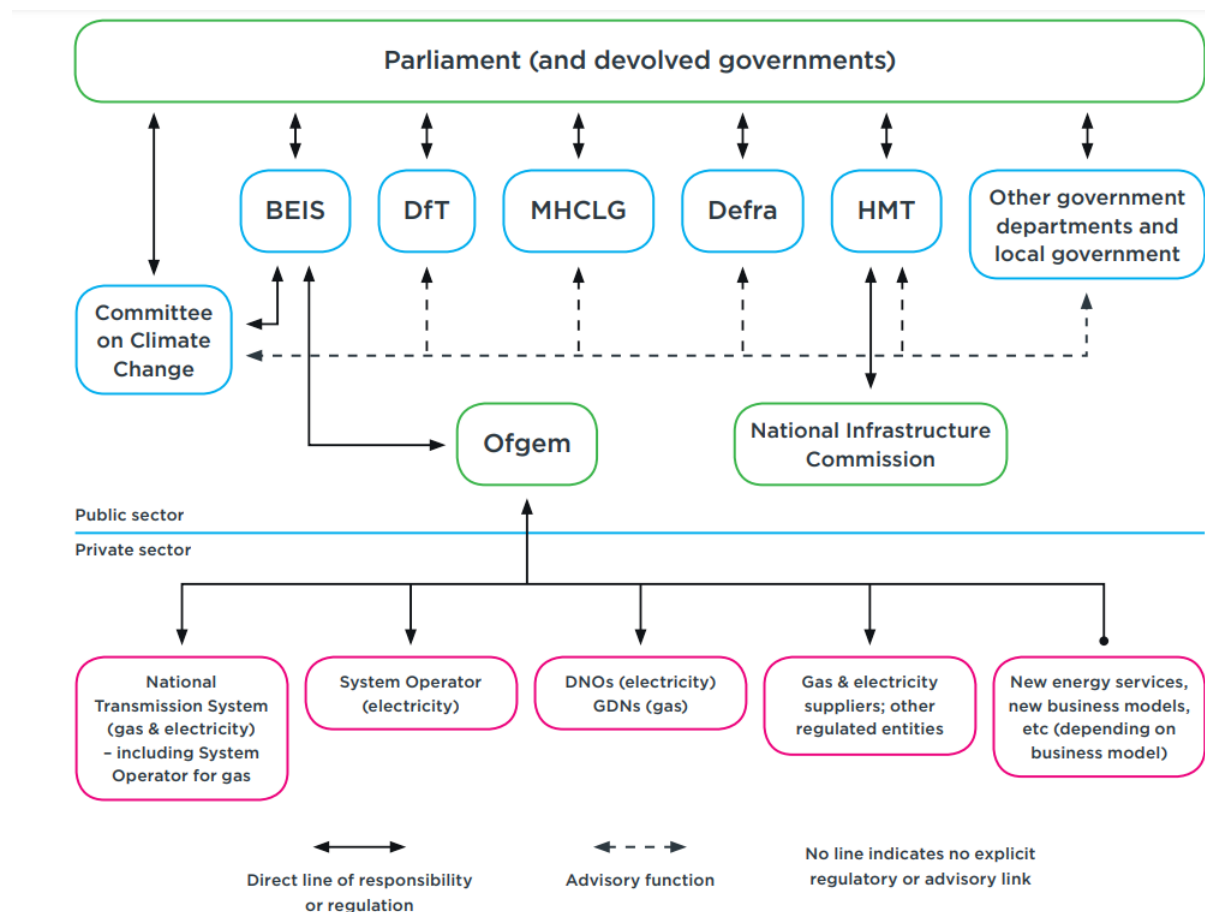 Parliament (and devolved governments)
BEIS
DfT
MHCLG
Defra
HMT
Other government
departments and
local government
Committee
on Climate
Change
Ofgem
National Infrastructure
Commission
Public sector
Private sector
National
Transmission System
(gas & electricity)
– including System
Operator for gas
System Operator
(electricity)
DNOs (electricity)
GDNs (gas)
Gas & electricity
suppliers; other
regulated entities
New energy services,
new business models,
etc (depending on
business model)
Direct line of responsibility
or regulation
Advisory function
No line indicates no explicit
regulatory or advisory link